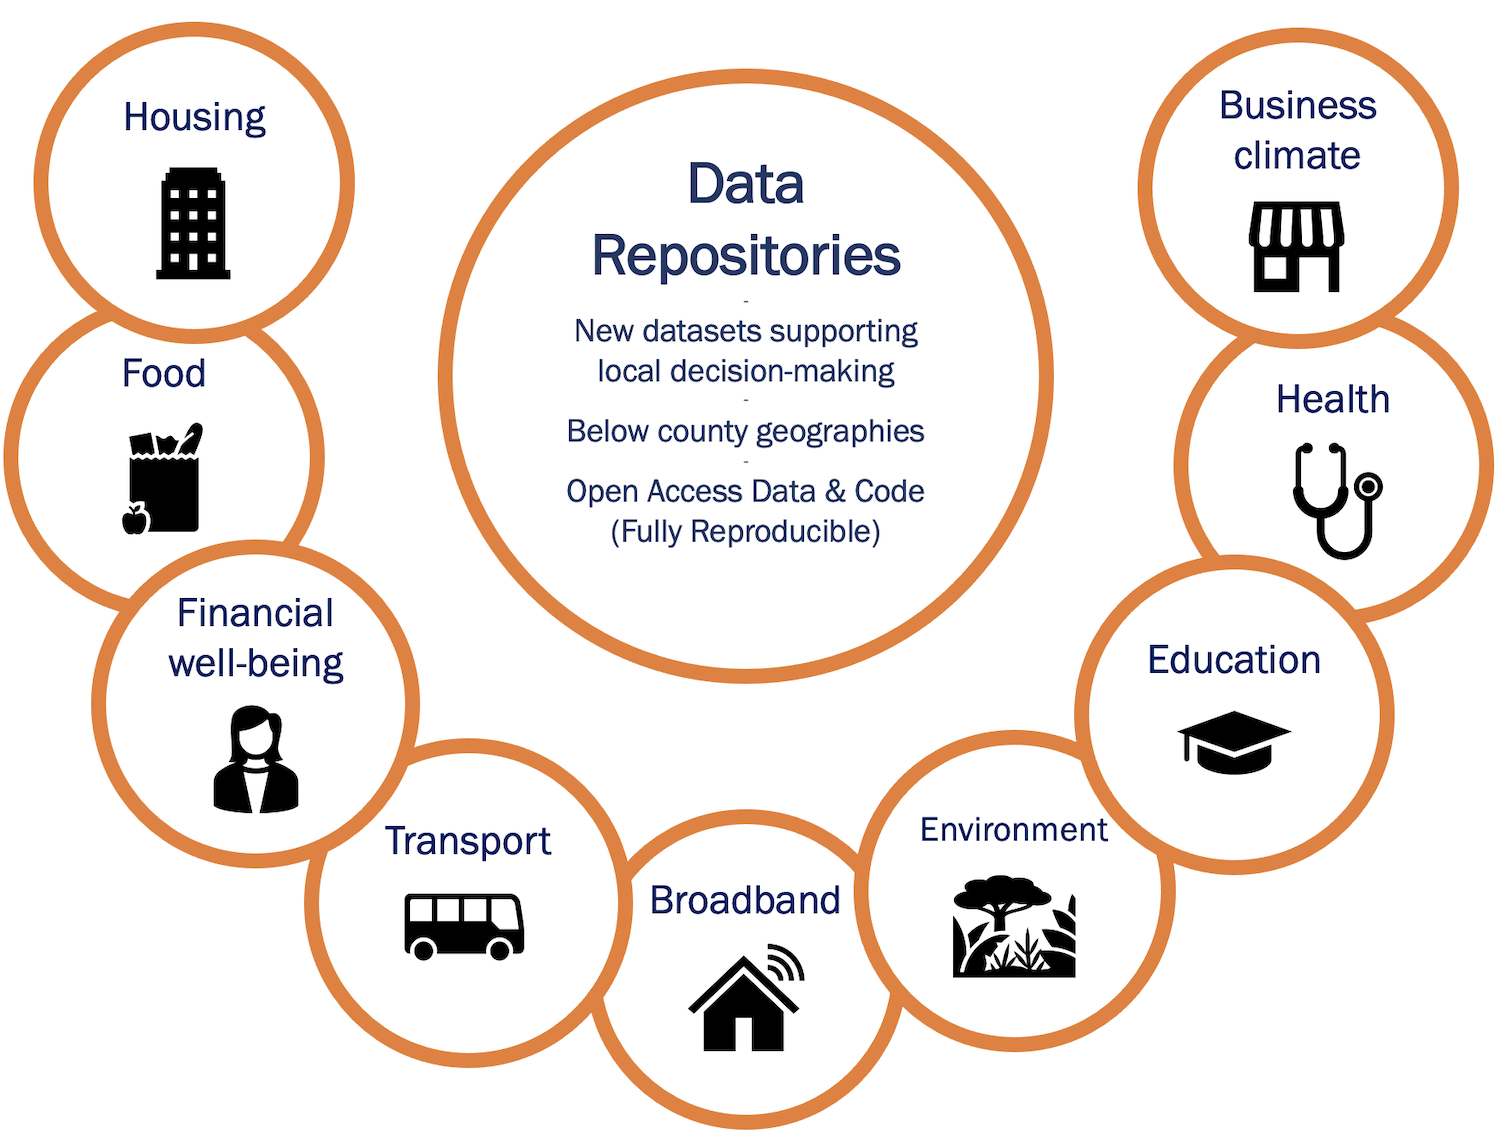 Housing
Food
Financial
well-being
Transport
Broadband
Environment
Education
Health
Business
climate
Data
Repositories
-
New datasets supporting
local decision-making
-
Below county geographies
-
Open Access Data & Code
(Fully Reproducible)